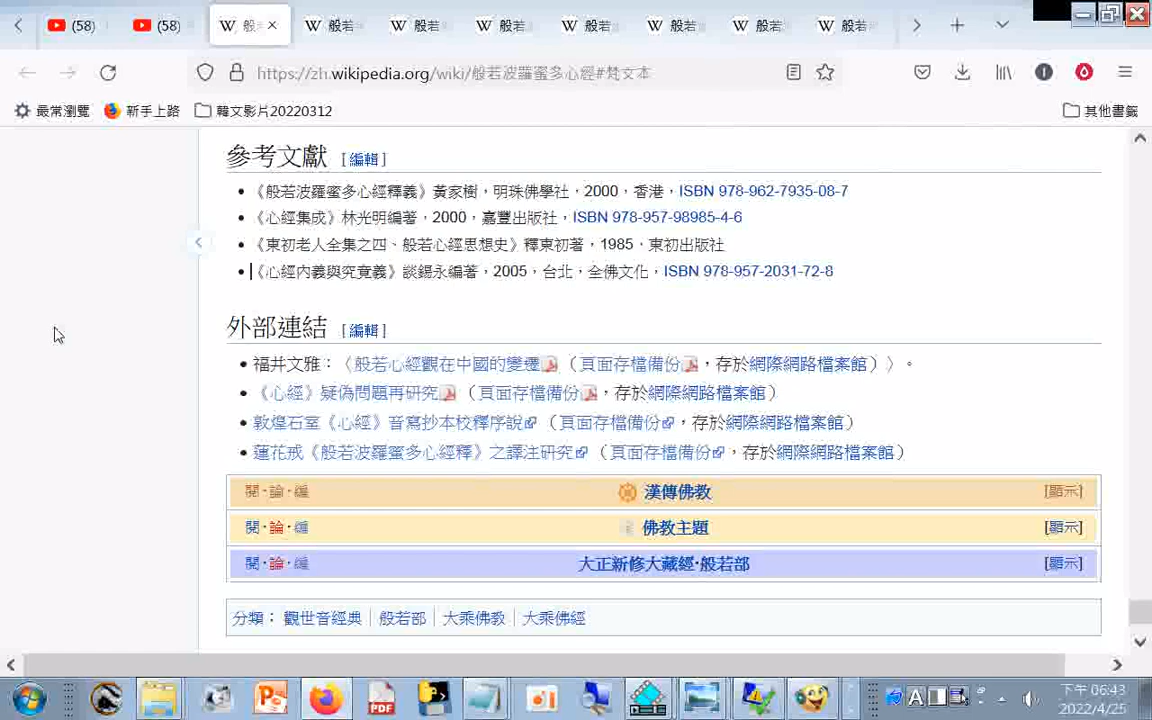 (58)
(58)
般
般若
般若
般若
般若
般若
般若
般若
https://zh.wikipedia.org/wiki/般若波羅蜜多心經#梵文本
最常瀏覽
新手上路
韓文影片20220312
其他書籤
參考文獻 [編輯]
《般若波羅蜜多心經釋義》黃家樹，明珠佛學社，2000，香港，ISBN 978-962-7935-08-7
《心經集成》林光明編著，2000，嘉豐出版社，ISBN 978-957-98985-4-6
《東初老人全集之四、般若心經思想史》釋東初著，1985，東初出版社
《心經內義與究竟義》談錫永編著，2005，台北，全佛文化，ISBN 978-957-2031-72-8
外部連結 [編輯]
福井文雅：〈般若心經觀在中國的變遷（頁面存檔備份，存於網際網路檔案館）〉。
《心經》疑偽問題再研究（頁面存檔備份，存於網際網路檔案館）
敦煌石室《心經》音寫抄本校釋序說（頁面存檔備份，存於網際網路檔案館）
蓮花戒《般若波羅蜜多心經釋》之譯注研究（頁面存檔備份，存於網際網路檔案館）
閱·論·編 漢傳佛教 [顯示]
閱·論·編 佛教主題 [顯示]
閱·論·編 大正新修大藏經·般若部 [顯示]
分類： 觀世音經典 | 般若部 | 大乘佛教 | 大乘佛經
PDF
A
下午 06:43
2022/4/25